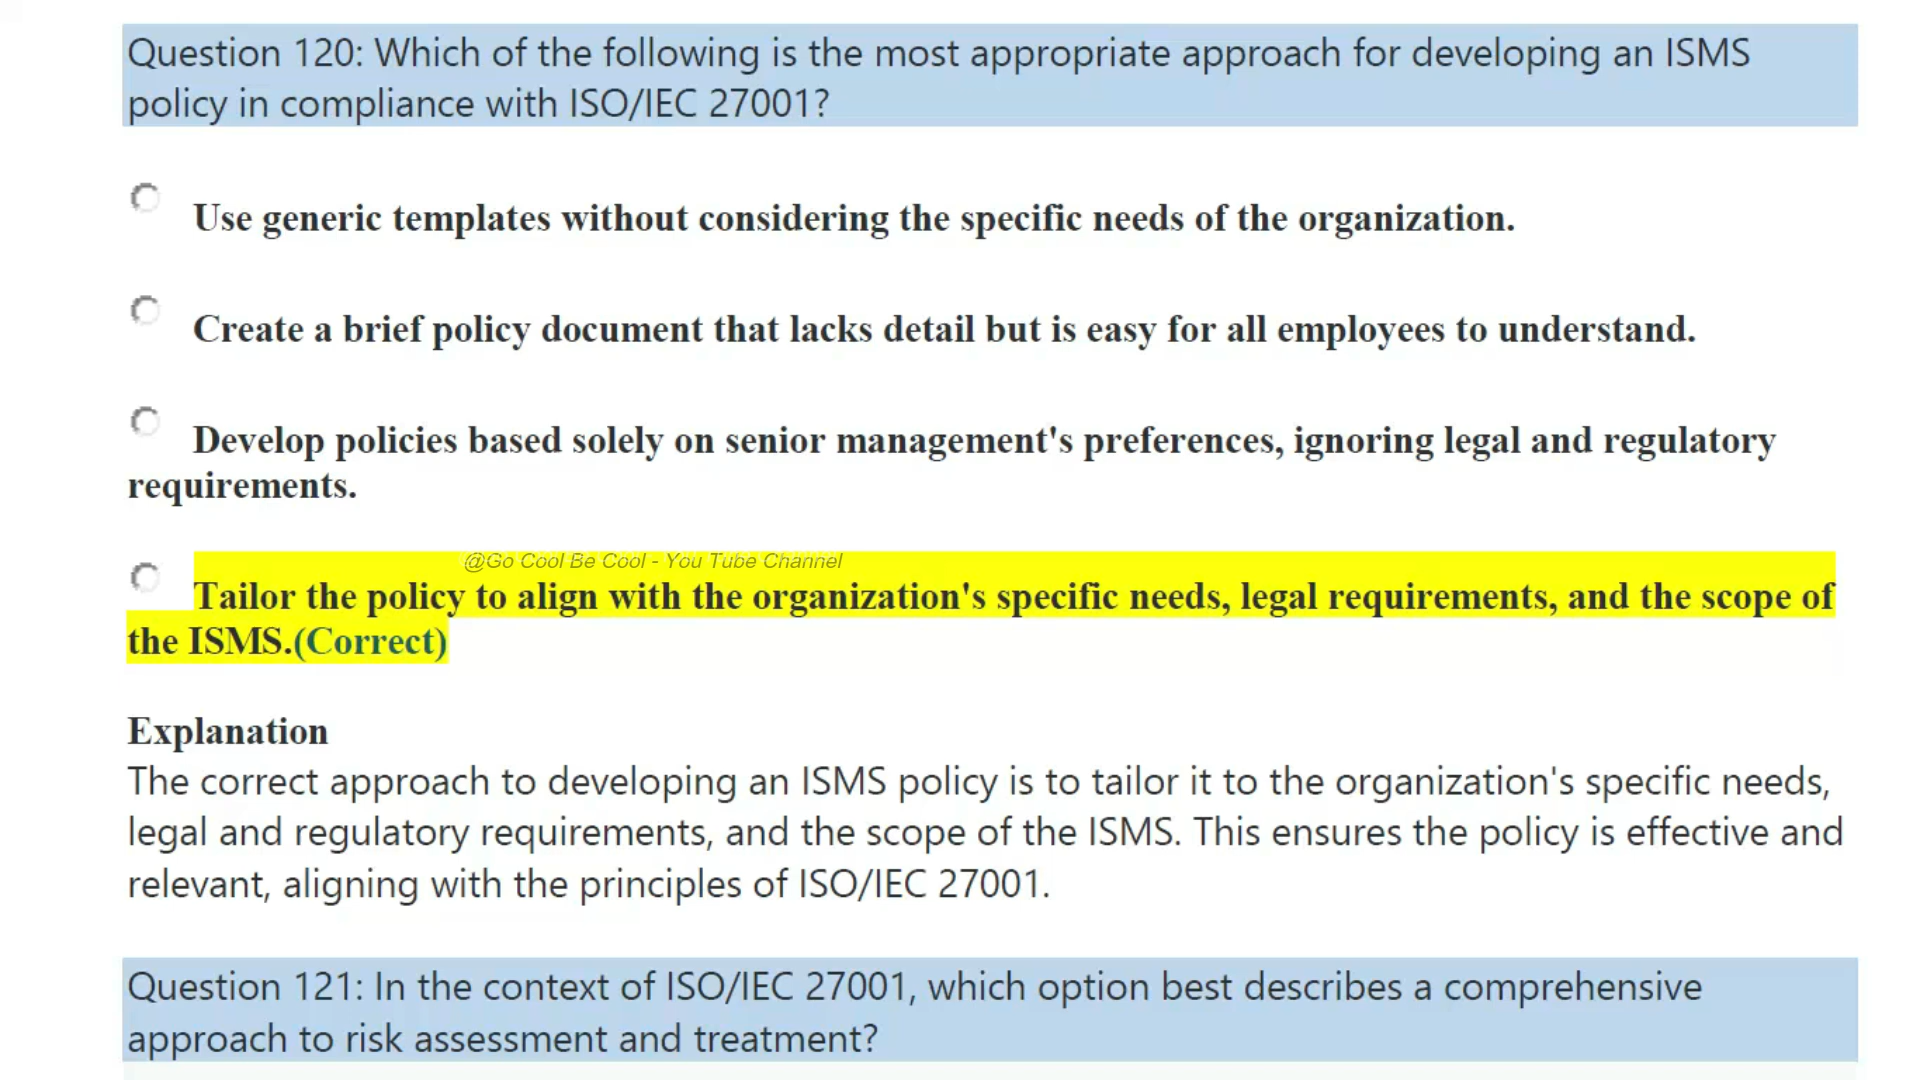 Question 120: Which of the following is the most appropriate approach for developing an ISMS
policy in compliance with ISO/IEC 27001?
Use generic templates without considering the specific needs of the organization.
Create a brief policy document that lacks detail but is easy for all employees to understand.
Develop policies based solely on senior management's preferences, ignoring legal and regulatory
requirements.
@Go Cool Be Cool - You Tube Channel
Tailor the policy to align with the organization's specific needs, legal requirements, and the scope of
the ISMS.(Correct)
Explanation
The correct approach to developing an ISMS policy is to tailor it to the organization's specific needs,
legal and regulatory requirements, and the scope of the ISMS. This ensures the policy is effective and
relevant, aligning with the principles of ISO/IEC 27001.
Question 121: In the context of ISO/IEC 27001, which option best describes a comprehensive
approach to risk assessment and treatment?